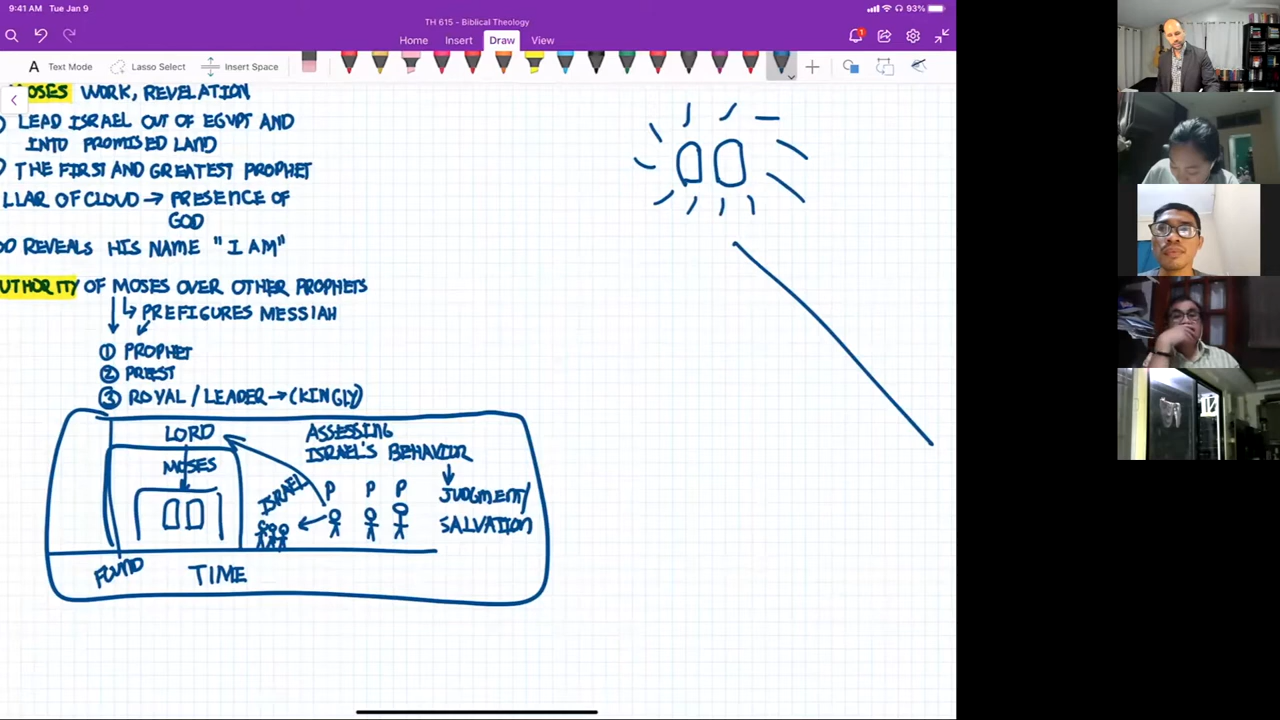 9:41 AM Tue Jan 9
93%
TH 615 - Biblical Theology
Home Insert Draw View
1
Text Mode Lasso Select Insert Space
MOSES WORK, REVELATION
LEAD ISRAEL OUT OF EGYPT AND
INTO PROMISED LAND
THE FIRST AND GREATEST PROPHET
LLAR OF CLOUD → PRESENCE OF
GOD
OD REVEALS HIS NAME "I AM"
UTHORITY OF MOSES OVER OTHER PROPHETS
↳ PREFIGURES MESSIAH
① PROPHET
② PRIEST
③ ROYAL / LEADER → (KINGLY)
LORD
ASSESSING
ISRAEL'S BEHAVIOR
MOSES
ISRAEL
P P P
JUDGMENT/
SALVATION
FOUND
TIME